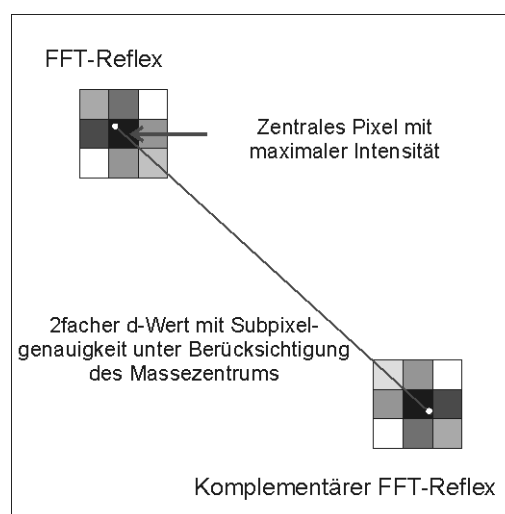 FFT-Reflex
Zentrales Pixel mit
maximaler Intensität
2facher d-Wert mit Subpixel-
genauigkeit unter Berücksichtigung
des Massezentrums
Komplementärer FFT-Reflex